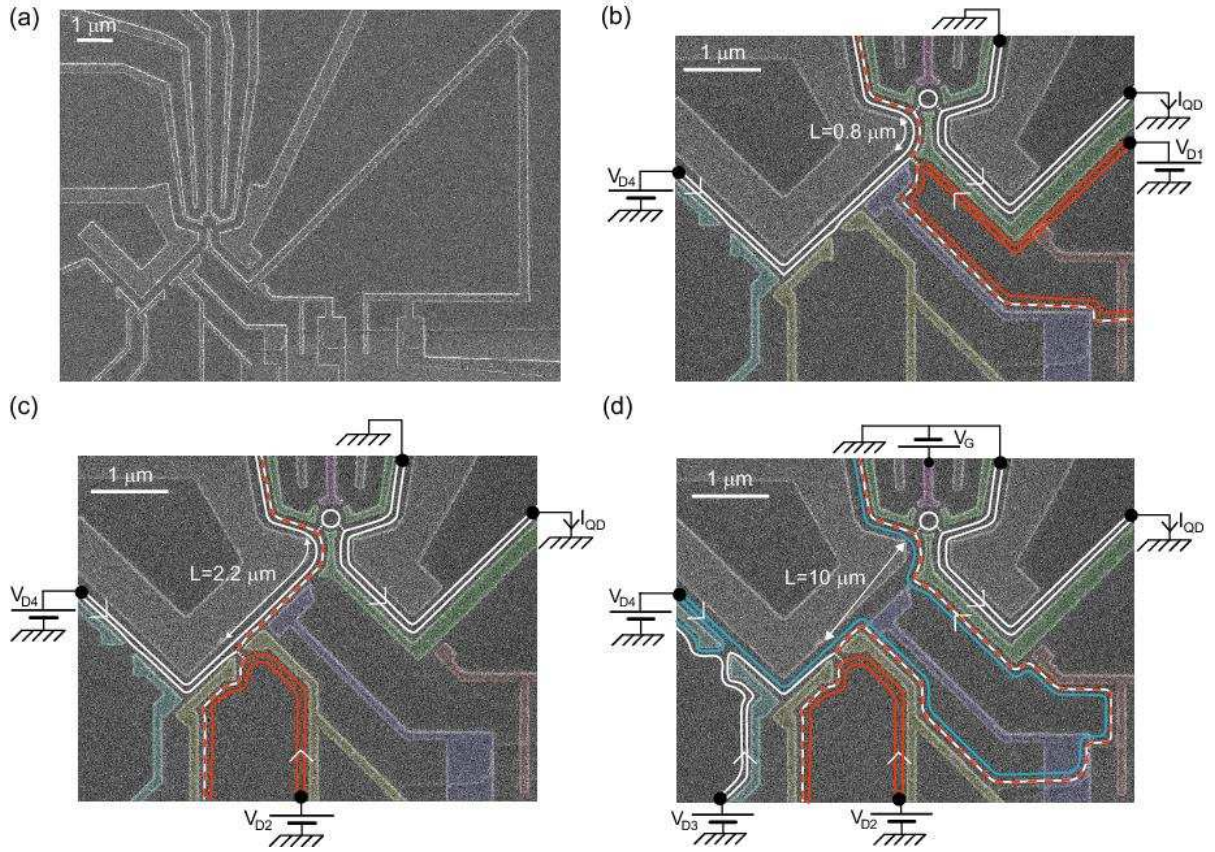 (a)
1 μm
(b)
1 μm
L=0.8 μm
I_QD
V_D1
V_D4
(c)
1 μm
L=2.2 μm
I_QD
V_D4
V_D2
(d)
V_G
1 μm
L=10 μm
I_QD
V_D4
V_D3
V_D2